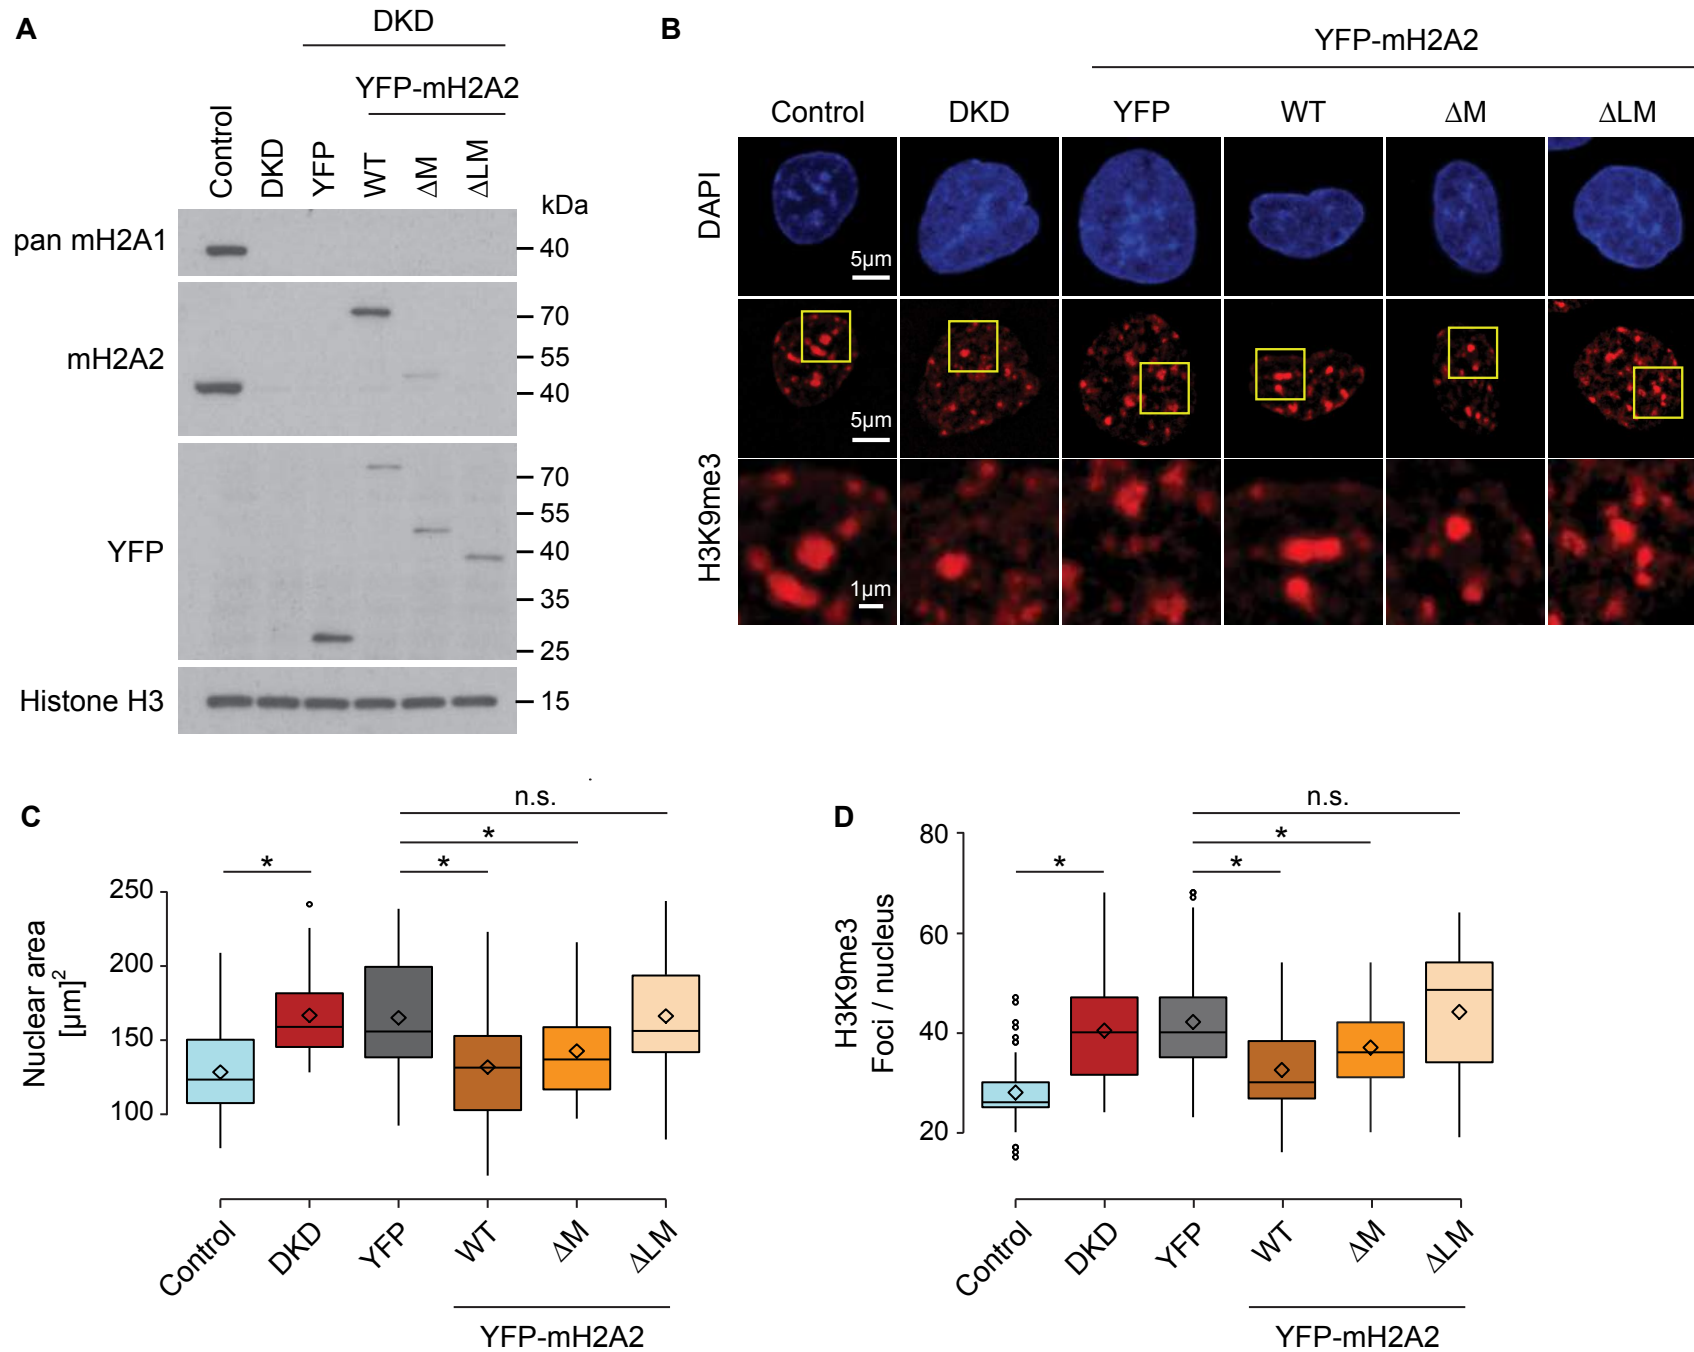 A
DKD
YFP-mH2A2
Control
DKD
YFP
WT
ΔM
ΔLM
kDa
pan mH2A1
40
mH2A2
70
55
40
YFP
70
55
40
35
25
Histone H3
15
B
YFP-mH2A2
Control
DKD
YFP
WT
ΔM
ΔLM
DAPI
5µm
5µm
H3K9me3
1µm
C
n.s.
*
*
*
Nuclear area
[µm]²
250
200
150
100
Control
DKD
YFP
WT
ΔM
ΔLM
YFP-mH2A2
D
n.s.
*
*
*
H3K9me3
Foci / nucleus
80
60
40
20
Control
DKD
YFP
WT
ΔM
ΔLM
YFP-mH2A2